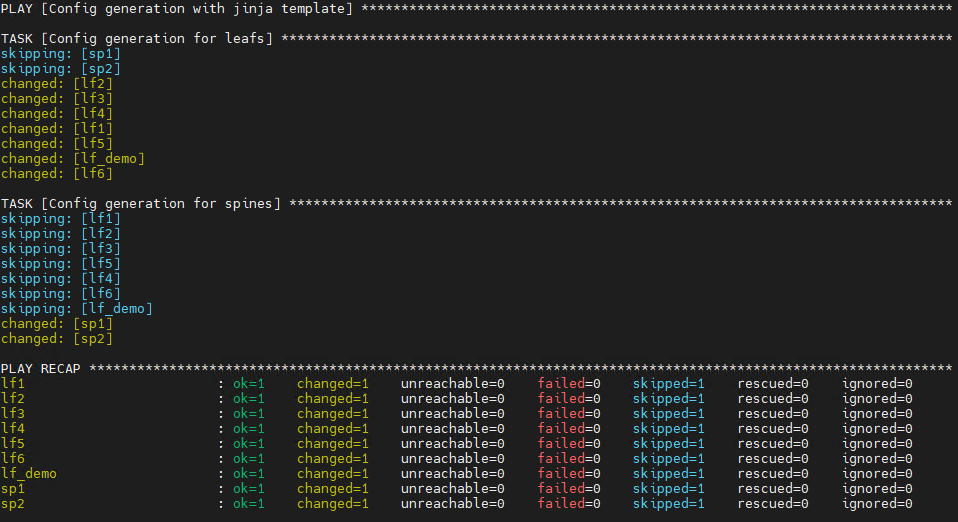 PLAY [Config generation with jinja template] **************************************************************************
TASK [Config generation for leafs] ************************************************************************************
skipping: [sp1]
skipping: [sp2]
changed: [lf2]
changed: [lf3]
changed: [lf4]
changed: [lf1]
changed: [lf5]
changed: [lf_demo]
changed: [lf6]
TASK [Config generation for spines] ***********************************************************************************
skipping: [lf1]
skipping: [lf2]
skipping: [lf3]
skipping: [lf5]
skipping: [lf4]
skipping: [lf6]
skipping: [lf_demo]
changed: [sp1]
changed: [sp2]
PLAY RECAP ************************************************************************************************************
lf1                        : ok=1    changed=1    unreachable=0    failed=0    skipped=1    rescued=0    ignored=0
lf2                        : ok=1    changed=1    unreachable=0    failed=0    skipped=1    rescued=0    ignored=0
lf3                        : ok=1    changed=1    unreachable=0    failed=0    skipped=1    rescued=0    ignored=0
lf4                        : ok=1    changed=1    unreachable=0    failed=0    skipped=1    rescued=0    ignored=0
lf5                        : ok=1    changed=1    unreachable=0    failed=0    skipped=1    rescued=0    ignored=0
lf6                        : ok=1    changed=1    unreachable=0    failed=0    skipped=1    rescued=0    ignored=0
lf_demo                    : ok=1    changed=1    unreachable=0    failed=0    skipped=1    rescued=0    ignored=0
sp1                        : ok=1    changed=1    unreachable=0    failed=0    skipped=1    rescued=0    ignored=0
sp2                        : ok=1    changed=1    unreachable=0    failed=0    skipped=1    rescued=0    ignored=0